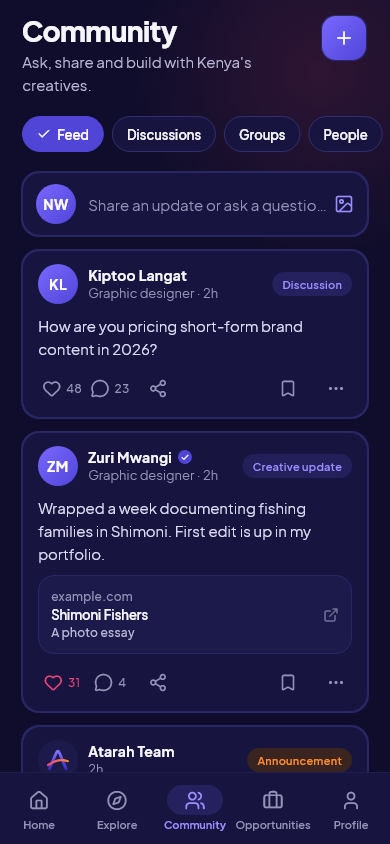 Community
Ask, share and build with Kenya's
creatives.
Feed
Discussions
Groups
People
NW
Share an update or ask a questio...
KL
Kiptoo Langat
Graphic designer · 2h
Discussion
How are you pricing short-form brand
content in 2026?
48
23
ZM
Zuri Mwangi
Graphic designer · 2h
Creative update
Wrapped a week documenting fishing
families in Shimoni. First edit is up in my
portfolio.
example.com
Shimoni Fishers
A photo essay
31
4
Atarah Team
2h
Announcement
Home
Explore
Community
Opportunities
Profile